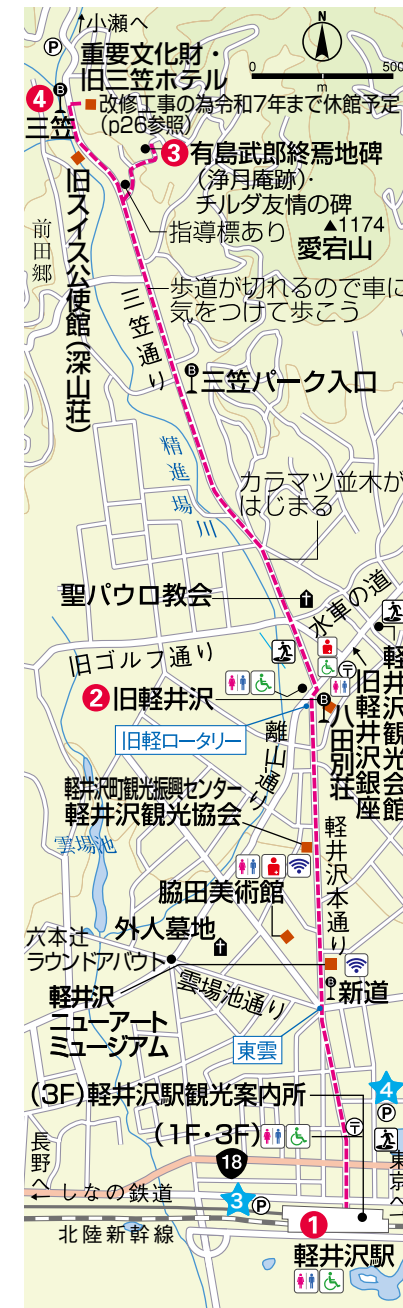 ↑小瀬へ
N
0 500
m
P
重要文化財・
旧三笠ホテル
改修工事の為令和7年まで休館予定
(p26参照)
4
B
三笠
3 有島武郎終焉地碑
(浄月庵跡)・
チルダ友情の碑
指導標あり
▲1174
愛宕山
前田郷
旧スイス公使館(深山荘)
歩道が切れるので車に
気をつけて歩こう
三笠通り
B 三笠パーク入口
精進場川
カラマツ並木が
はじまる
聖パウロ教会
水車の道
旧ゴルフ通り
2 旧軽井沢
B
旧軽ロータリー
離山通り
八田別荘
旧軽井沢銀座
軽井沢観光会館
軽井沢町観光振興センター
軽井沢観光協会
雲場池
軽井沢本通り
脇田美術館
外人墓地
六本辻
ラウンドアバウト
雲場池通り
軽井沢
ニューアート
ミュージアム
B 新道
東雲
(3F)軽井沢駅観光案内所
(1F・3F)
4
P
18
長野へ
東京へ
しなの鉄道
3
P
北陸新幹線
1
軽井沢駅